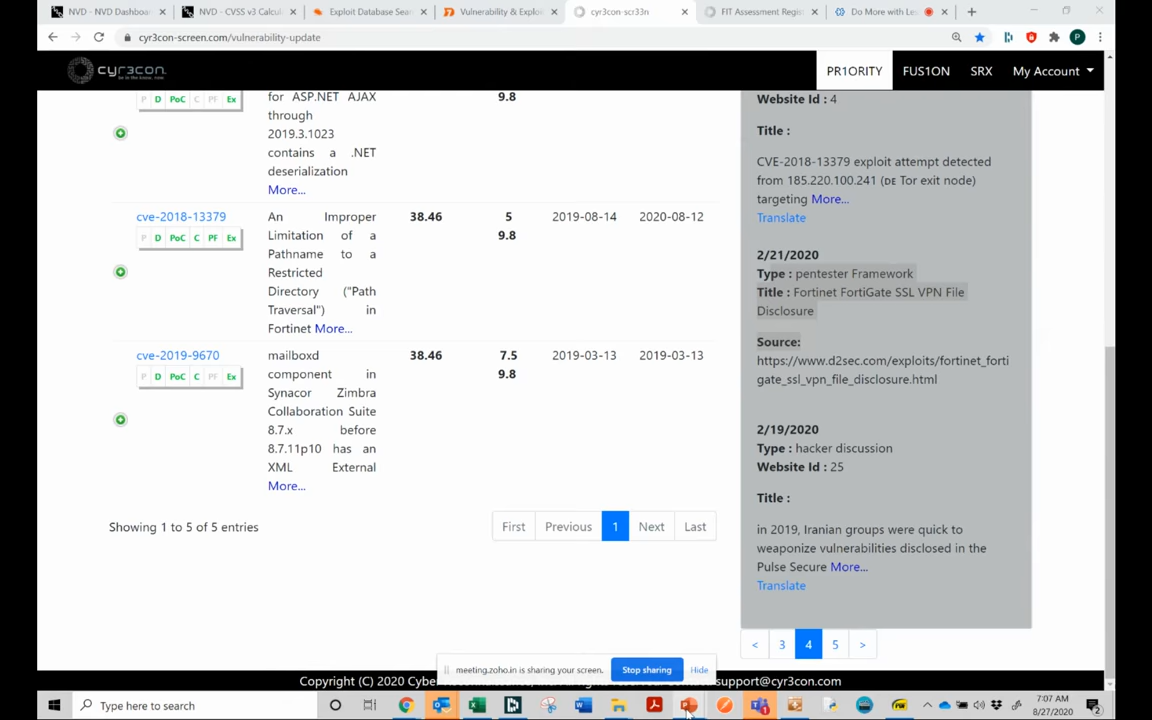 NVD - NVD Dashboa
NVD - CVSS v3 Calcul
Exploit Database Sea
Vulnerability & Exploi
cyr3con-scr33n
FIT Assessment Regis
Do More with Les
cyr3con-screen.com/vulnerability-update
P
cyr3con.
PR1ORITY
FUS1ON
SRX
My Account
P D PoC C PF Ex
for ASP.NET AJAX
through
2019.3.1023
contains a .NET
deserialization
More...
9.8
cve-2018-13379
P D PoC C PF Ex
An Improper
Limitation of a
Pathname to a
Restricted
Directory ("Path
Traversal") in
Fortinet More...
38.46
5
9.8
2019-08-14
2020-08-12
cve-2019-9670
P D PoC C PF Ex
mailboxd
component in
Synacor Zimbra
Collaboration Suite
8.7.x before
8.7.11p10 has an
XML External
More...
38.46
7.5
9.8
2019-03-13
2019-03-13
Showing 1 to 5 of 5 entries
First
Previous
1
Next
Last
Website Id : 4
Title :
CVE-2018-13379 exploit attempt detected
from 185.220.100.241 (DE Tor exit node)
targeting More...
Translate
2/21/2020
Type : pentester Framework
Title : Fortinet FortiGate SSL VPN File
Disclosure
Source:
https://www.d2sec.com/exploits/fortinet_forti
gate_ssl_vpn_file_disclosure.html
2/19/2020
Type : hacker discussion
Website Id : 25
Title :
in 2019, Iranian groups were quick to
weaponize vulnerabilities disclosed in the
Pulse Secure More...
Translate
< 3 4 5 >
meeting.zoho.in is sharing your screen.
Stop sharing
Hide
Copyright (C) 2020 Cyber
support@cyr3con.com
Type here to search
7:07 AM
8/27/2020
2